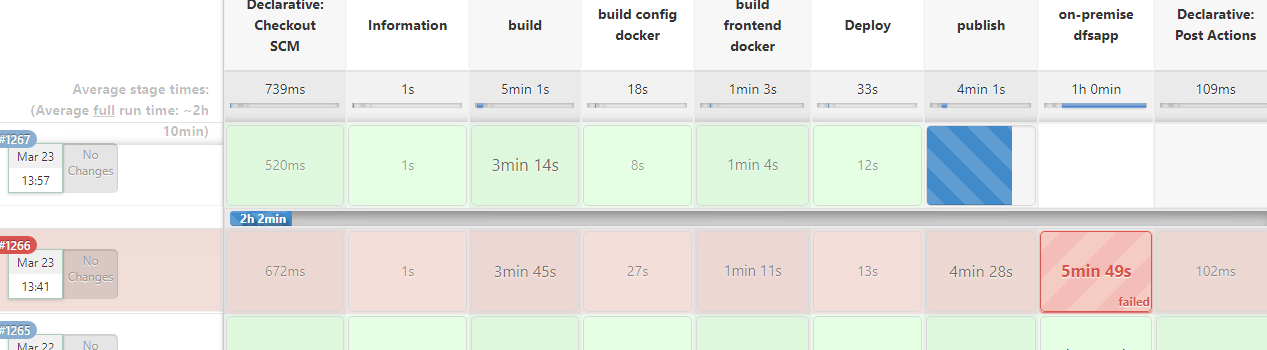 Declarative:
Checkout
SCM
Information
build
build config
docker
build
frontend
docker
Deploy
publish
on-premise
dfsapp
Declarative:
Post Actions
Average stage times:
(Average full run time: ~2h
10min)
739ms
1s
5min 1s
18s
1min 3s
33s
4min 1s
1h 0min
109ms
#1267
Mar 23
13:57
No
Changes
520ms
1s
3min 14s
8s
1min 4s
12s
2h 2min
#1266
Mar 23
13:41
No
Changes
672ms
1s
3min 45s
27s
1min 11s
13s
4min 28s
5min 49s
failed
102ms
#1265
Mar 22
No